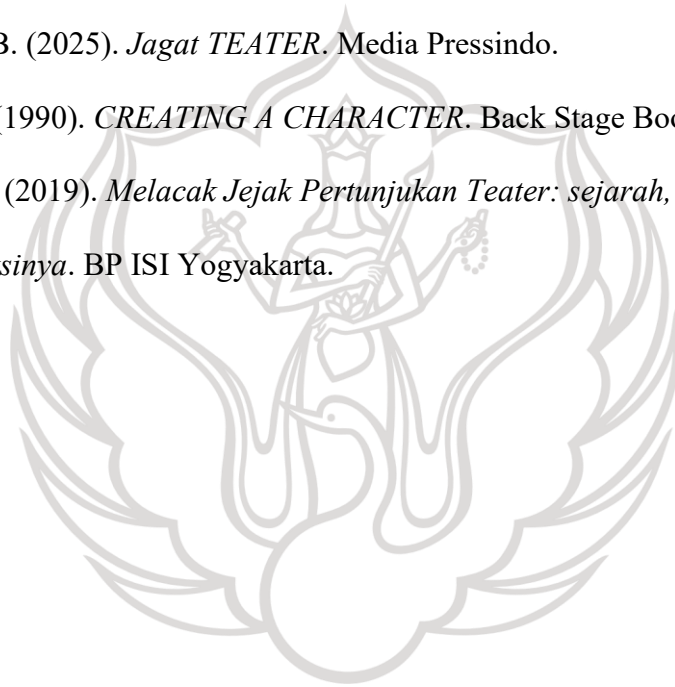 B. (2025). Jagat TEATER. Media Pressindo.
(1990). CREATING A CHARACTER. Back Stage Boo
(2019). Melacak Jejak Pertunjukan Teater: sejarah,
sinya. BP ISI Yogyakarta.